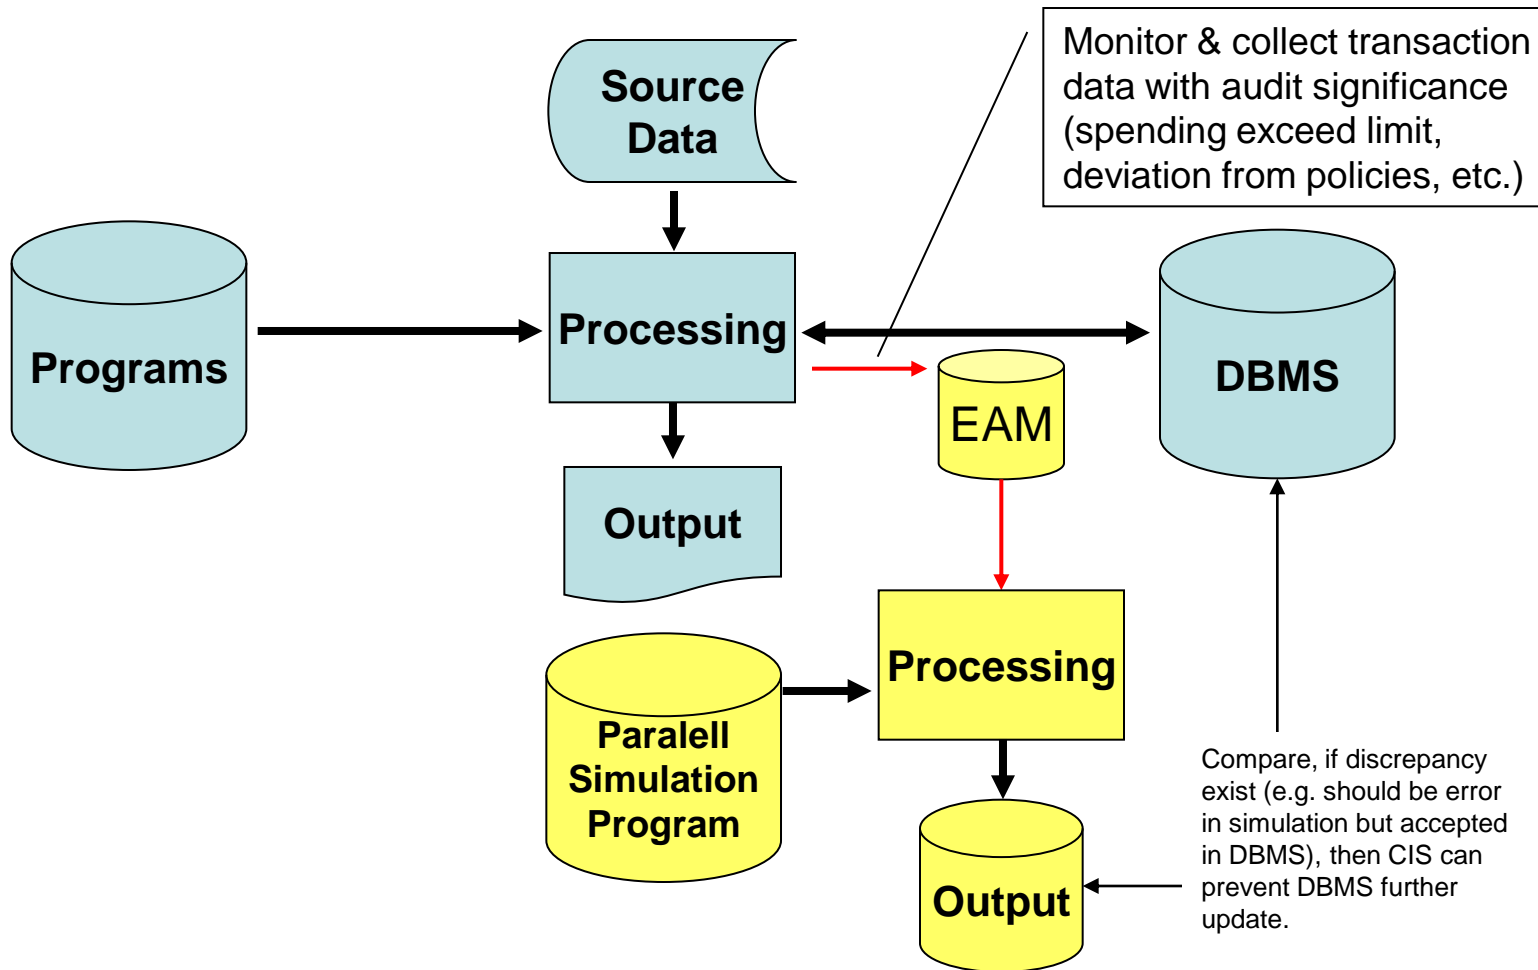 Source
Data
Monitor & collect transaction
data with audit significance
(spending exceed limit,
deviation from policies, etc.)
Programs
Processing
DBMS
EAM
Output
Processing
Paralell
Simulation
Program
Output
Compare, if discrepancy
exist (e.g. should be error
in simulation but accepted
in DBMS), then CIS can
prevent DBMS further
update.